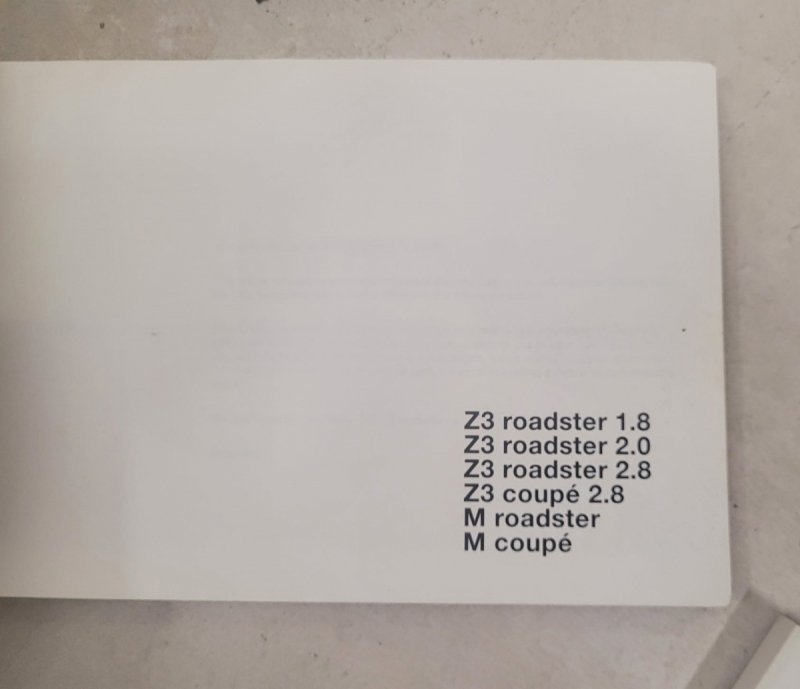 Z3 roadster 1.8
Z3 roadster 2.0
Z3 roadster 2.8
Z3 coupé 2.8
M roadster
M coupé